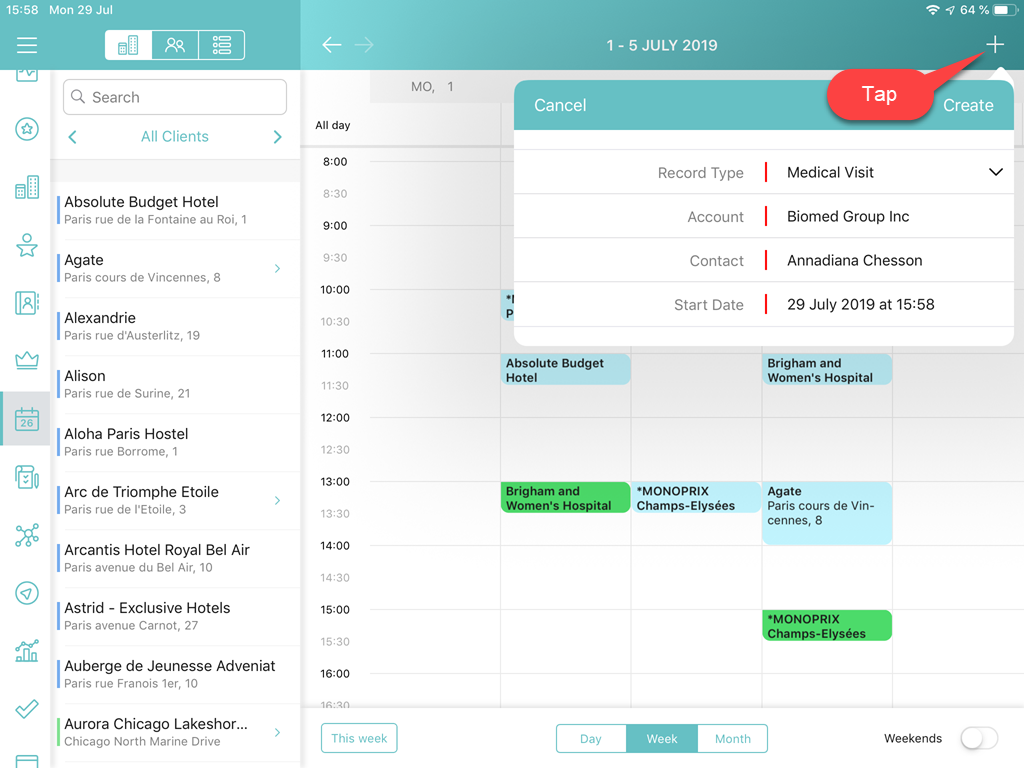 15:58 Mon 29 Jul
64 %
1 - 5 JULY 2019
Tap
Search
All Clients
Absolute Budget Hotel
Paris rue de la Fontaine au Roi, 1
Agate
Paris cours de Vincennes, 8
Alexandrie
Paris rue d'Austerlitz, 19
Alison
Paris rue de Surine, 21
Aloha Paris Hostel
Paris rue Borrome, 1
Arc de Triomphe Etoile
Paris rue de l'Etoile, 3
Arcantis Hotel Royal Bel Air
Paris avenue du Bel Air, 10
Astrid - Exclusive Hotels
Paris avenue Carnot, 27
Auberge de Jeunesse Adveniat
Paris rue Franois 1er, 10
Aurora Chicago Lakeshor...
Chicago North Marine Drive
26
MO, 1
Cancel
Create
Record Type
Medical Visit
Account
Biomed Group Inc
Contact
Annadiana Chesson
Start Date
29 July 2019 at 15:58
All day
8:00
8:30
9:00
9:30
10:00
10:30
11:00
11:30
12:00
12:30
13:00
13:30
14:00
14:30
15:00
15:30
16:00
16:30
Absolute Budget
Hotel
Brigham and
Women's Hospital
Brigham and
Women's Hospital
*MONOPRIX
Champs-Elysées
Agate
Paris cours de Vin-
cennes, 8
*MONOPRIX
Champs-Elysées
This week
Day
Week
Month
Weekends